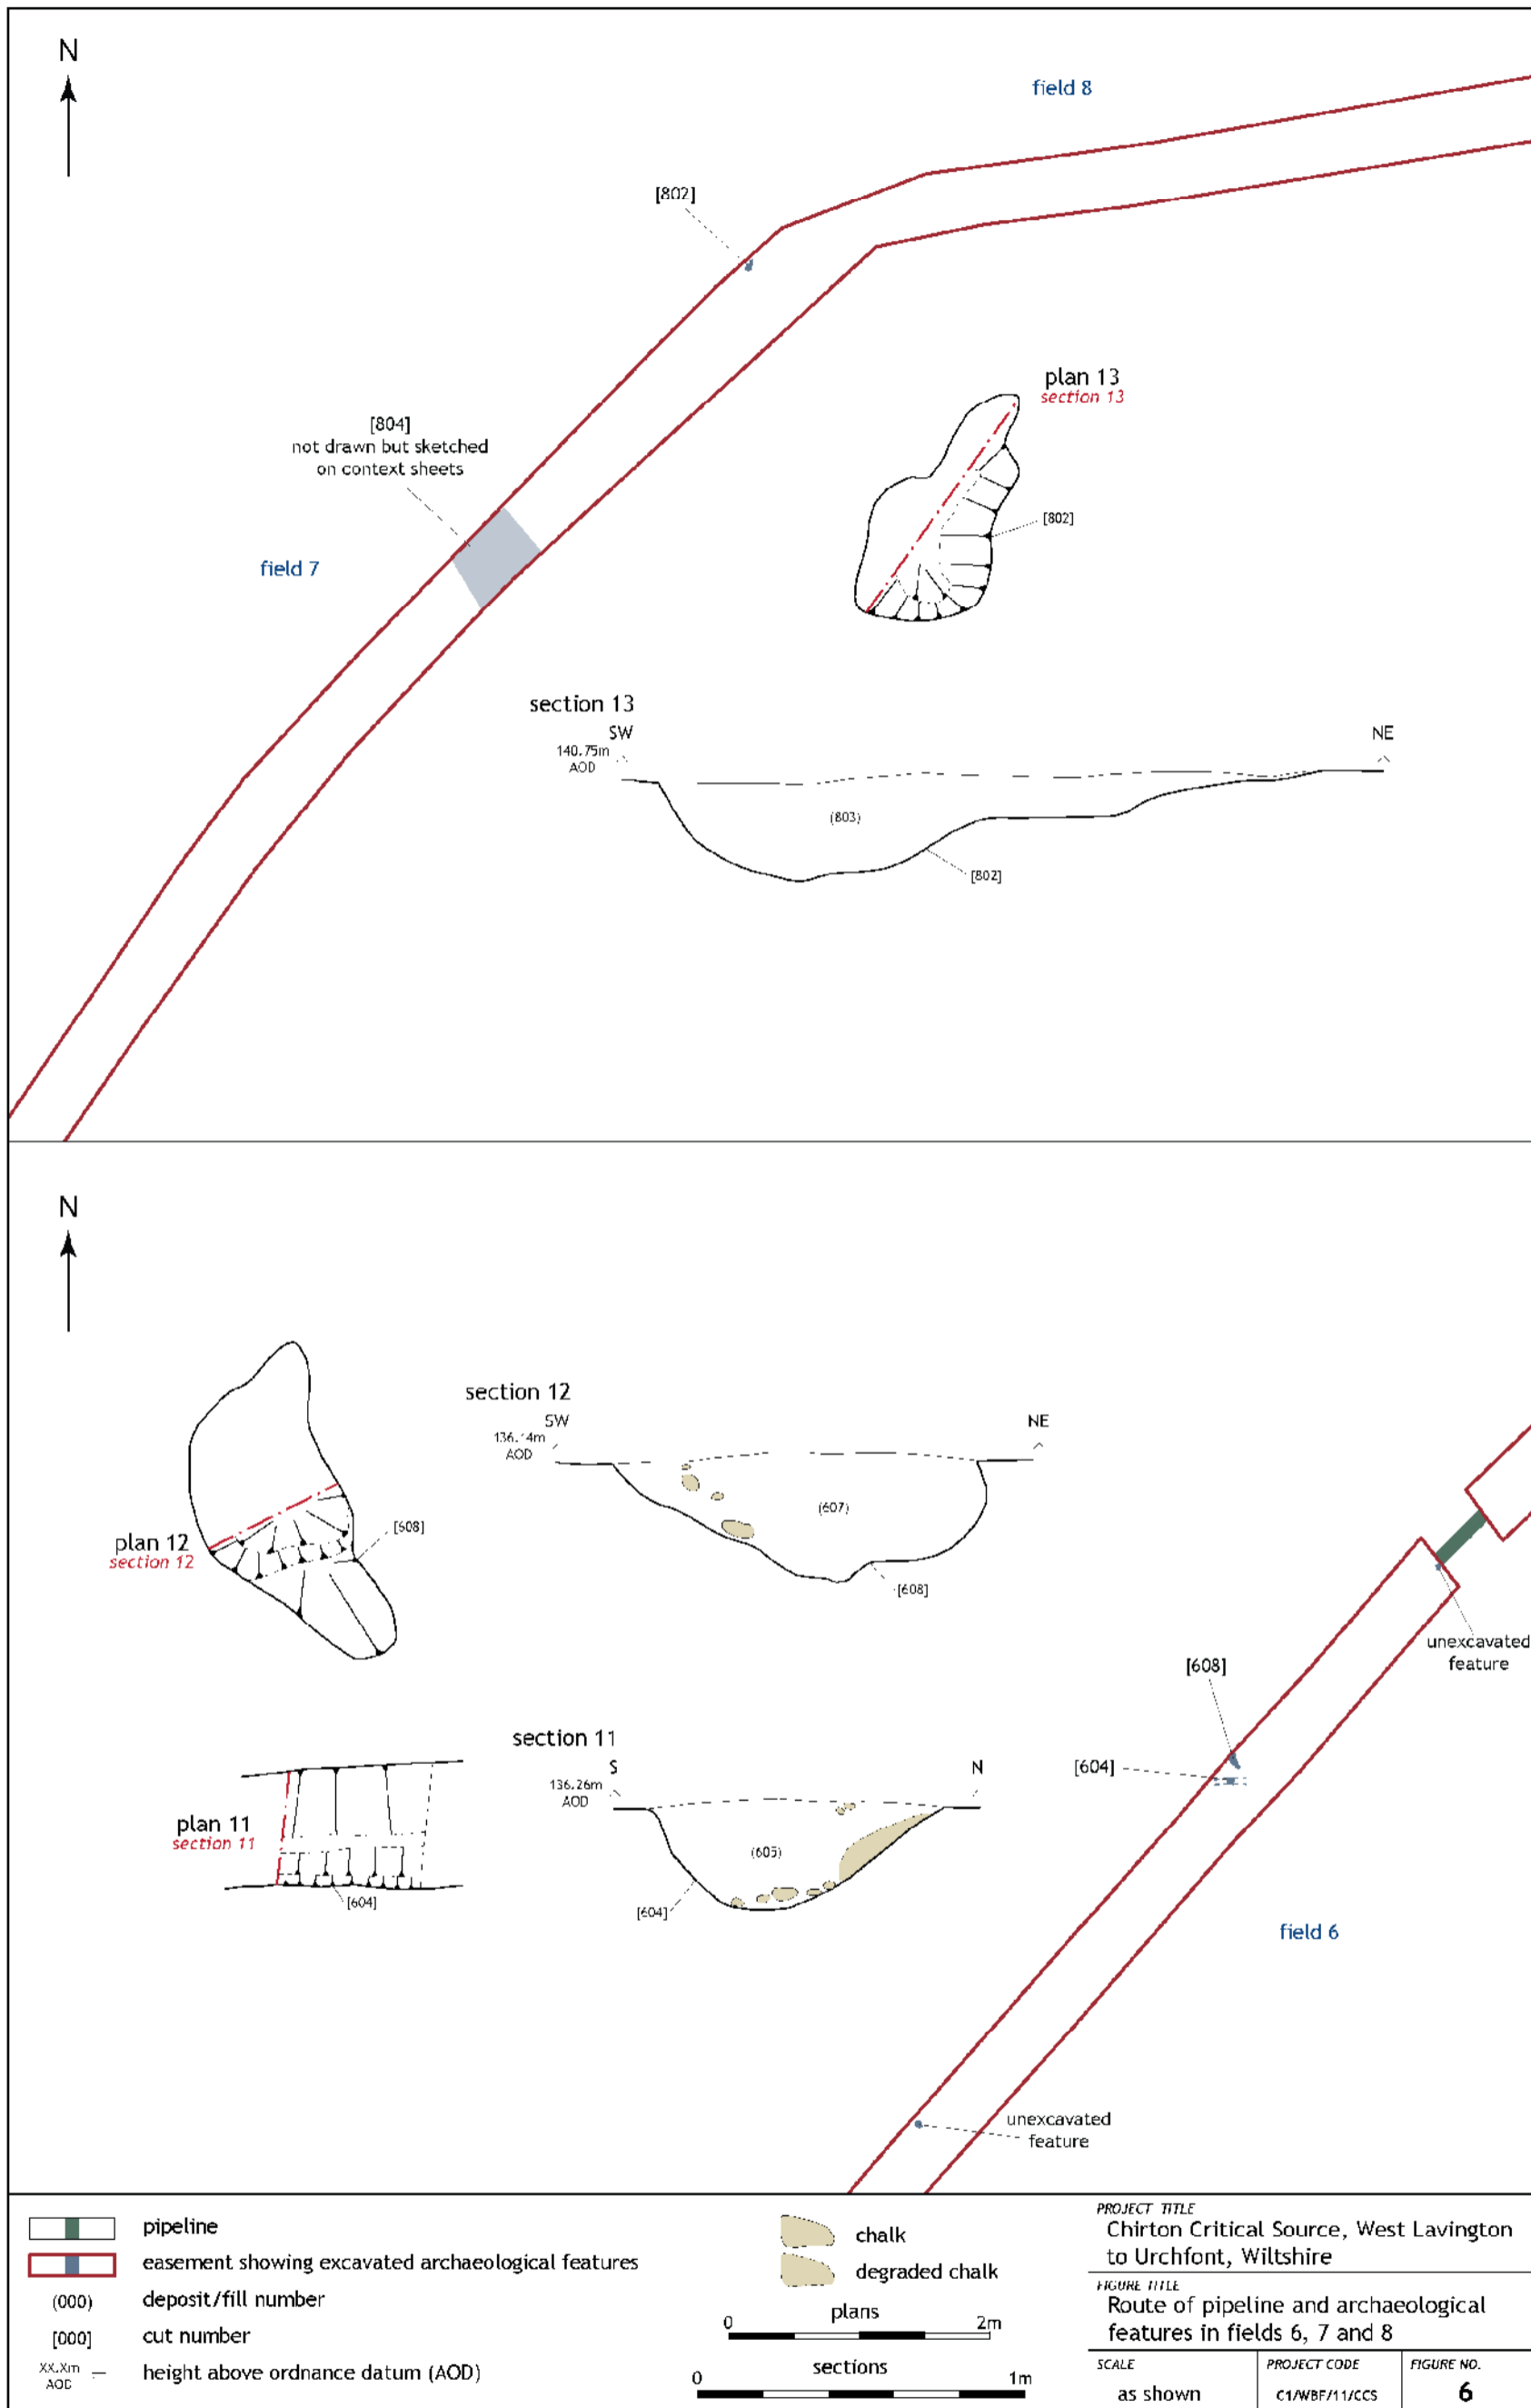 N
field 8
[802]
plan 13
section 13
[804]
not drawn but sketched
on context sheets
[802]
field 7
section 13
SW
NE
140.75m
AOD
(803)
[802]
N
section 12
SW
NE
136.14m
AOD
(607)
[608]
plan 12
section 12
[608]
unexcavated
feature
[608]
section 11
S
N
[604]
136.26m
AOD
plan 11
section 11
(605)
[604]
[604]
field 6
unexcavated
feature
pipeline
easement showing excavated archaeological features
(000)
deposit/fill number
[000]
cut number
XX.Xm
AOD
height above ordnance datum (AOD)
chalk
degraded chalk
plans
0
2m
sections
0
1m
PROJECT TITLE
Chirton Critical Source, West Lavington
to Urchfont, Wiltshire
FIGURE TITLE
Route of pipeline and archaeological
features in fields 6, 7 and 8
SCALE
as shown
PROJECT CODE
C1/WBF/11/CCS
FIGURE NO.
6